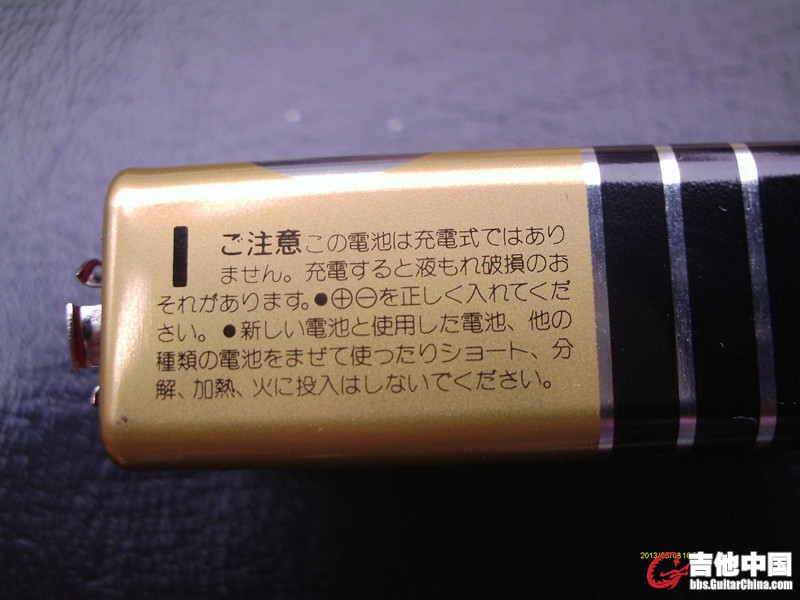 ご注意この電池は充電式ではあり
ません。充電すると液もれ破損のお
それがあります。●⊕⊖を正しく入れてくだ
さい。●新しい電池と使用した電池、他の
種類の電池をまぜて使ったりショート、分
解、加熱、火に投入はしないでください。
吉他中国
bbs.GuitarChina.com